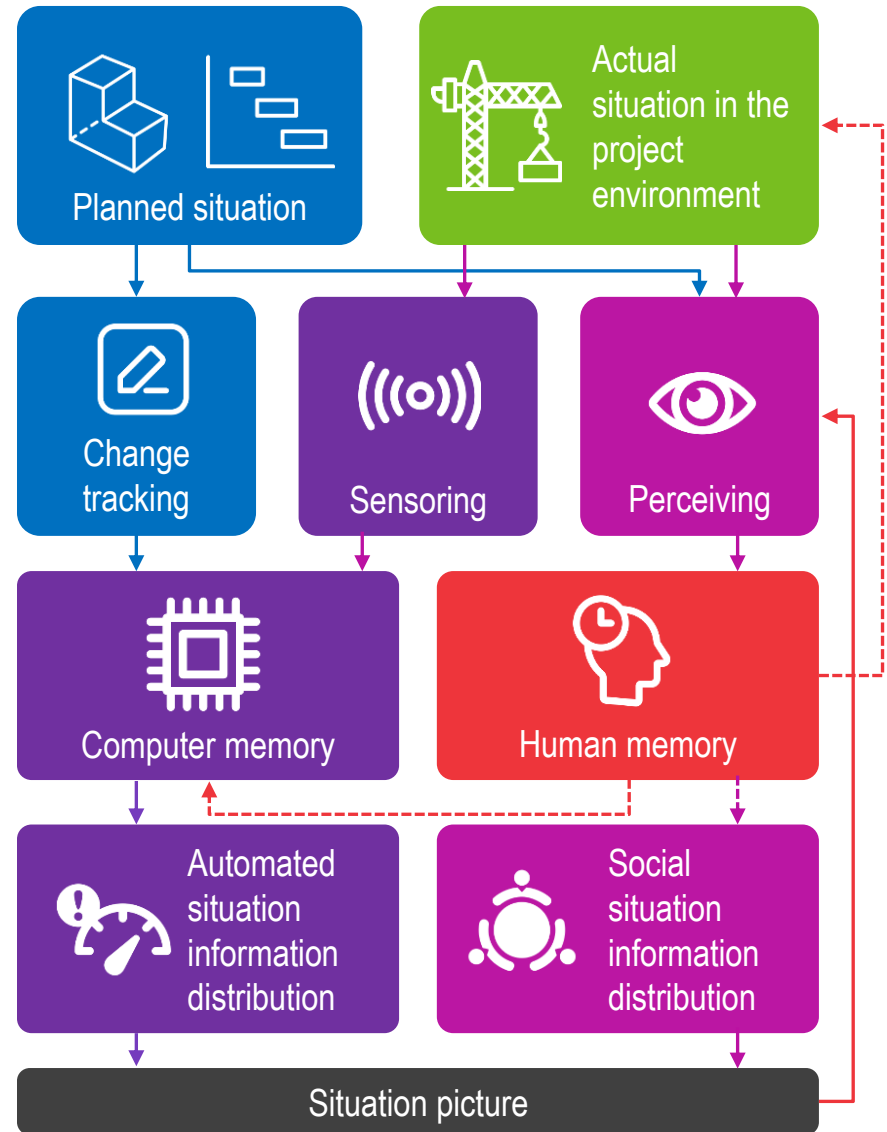 Planned situation
Actual
situation in the
project
environment
Change
tracking
Sensoring
Perceiving
Computer memory
Human memory
Automated
situation
information
distribution
Social
situation
information
distribution
Situation picture